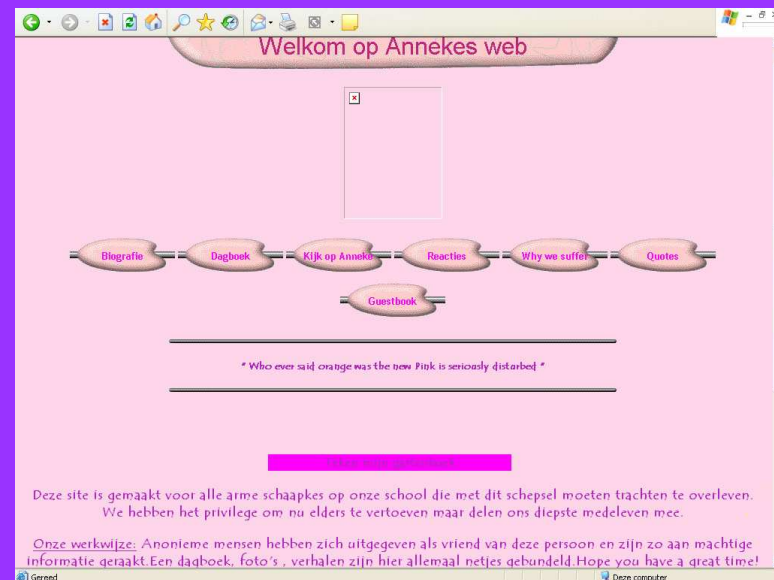 Welkom op Annekes web
Biografie Dagboek Kijk op Anneke Reacties Why we suffer Quotes
Guestbook
" Who ever said orange was the new Pink is seriously distarbed "
Deze site is gemaakt voor alle arme schaapkes op onze school die met dit schepsel moeten trachten te overleven.
We hebben het privilege om nu elders te vertoeven maar delen ons diepste medeleven mee.
Onze werkwijze: Anonieme mensen hebben zich uitgegeven als vriend van deze persoon en zijn zo aan machtige
informatie geraakt.Een dagboek, foto's , verhalen zijn hier allemaal netjes gebundeld.Hope you have a great time!
Gereed Deze computer